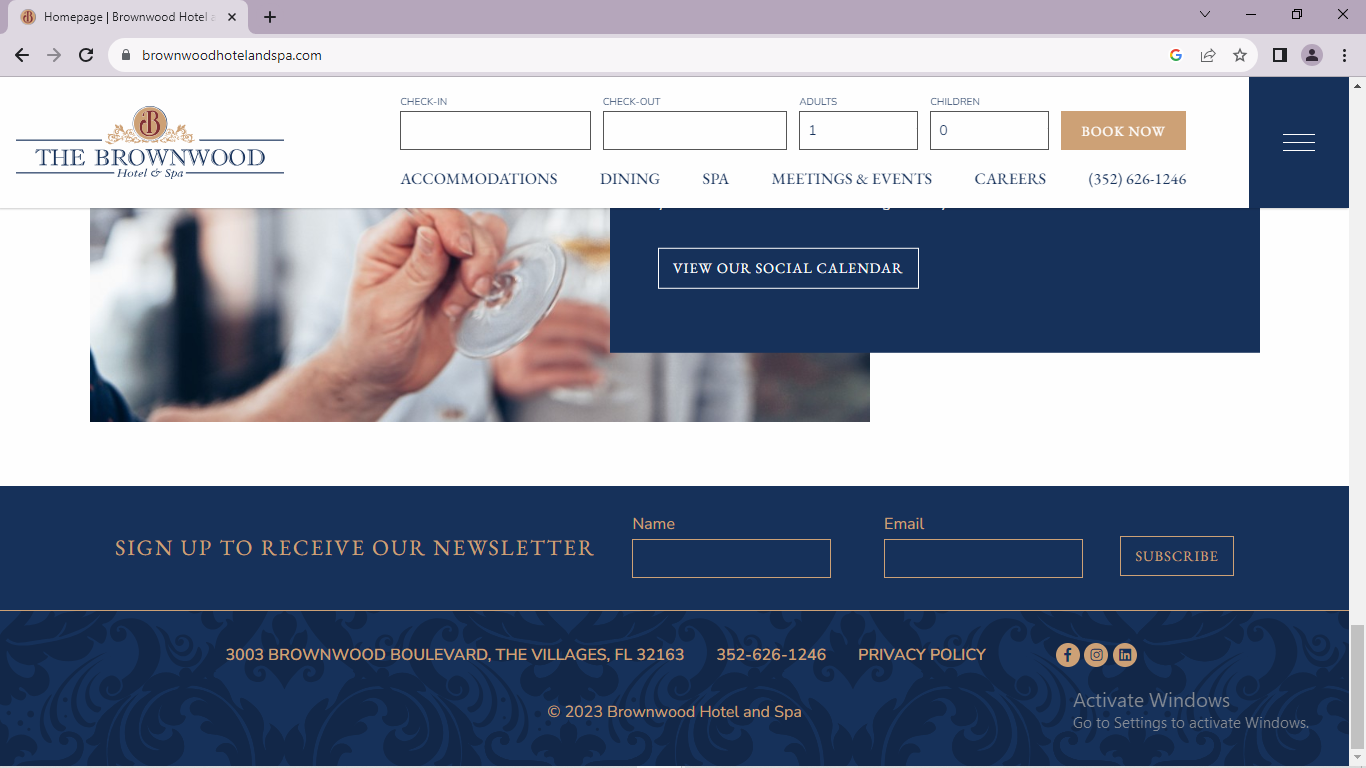 Homepage | Brownwood Hotel a
brownwoodhotelandspa.com
B
THE BROWNWOOD
Hotel & Spa
CHECK-IN
CHECK-OUT
ADULTS
CHILDREN
1
0
BOOK NOW
ACCOMMODATIONS
DINING
SPA
MEETINGS & EVENTS
CAREERS
(352) 626-1246
VIEW OUR SOCIAL CALENDAR
SIGN UP TO RECEIVE OUR NEWSLETTER
Name
Email
SUBSCRIBE
3003 BROWNWOOD BOULEVARD, THE VILLAGES, FL 32163
352-626-1246
PRIVACY POLICY
© 2023 Brownwood Hotel and Spa
Activate Windows
Go to Settings to activate Windows.